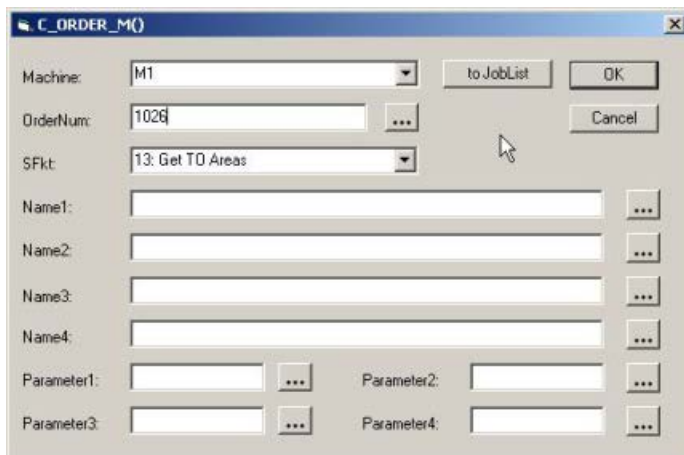 C_ORDER_M()
Machine: M1 to JobList OK
OrderNum: 1026 ... Cancel
SFkt: 13: Get TO Areas
Name1: ...
Name2: ...
Name3: ...
Name4: ...
Parameter1: ... Parameter2: ...
Parameter3: ... Parameter4: ...